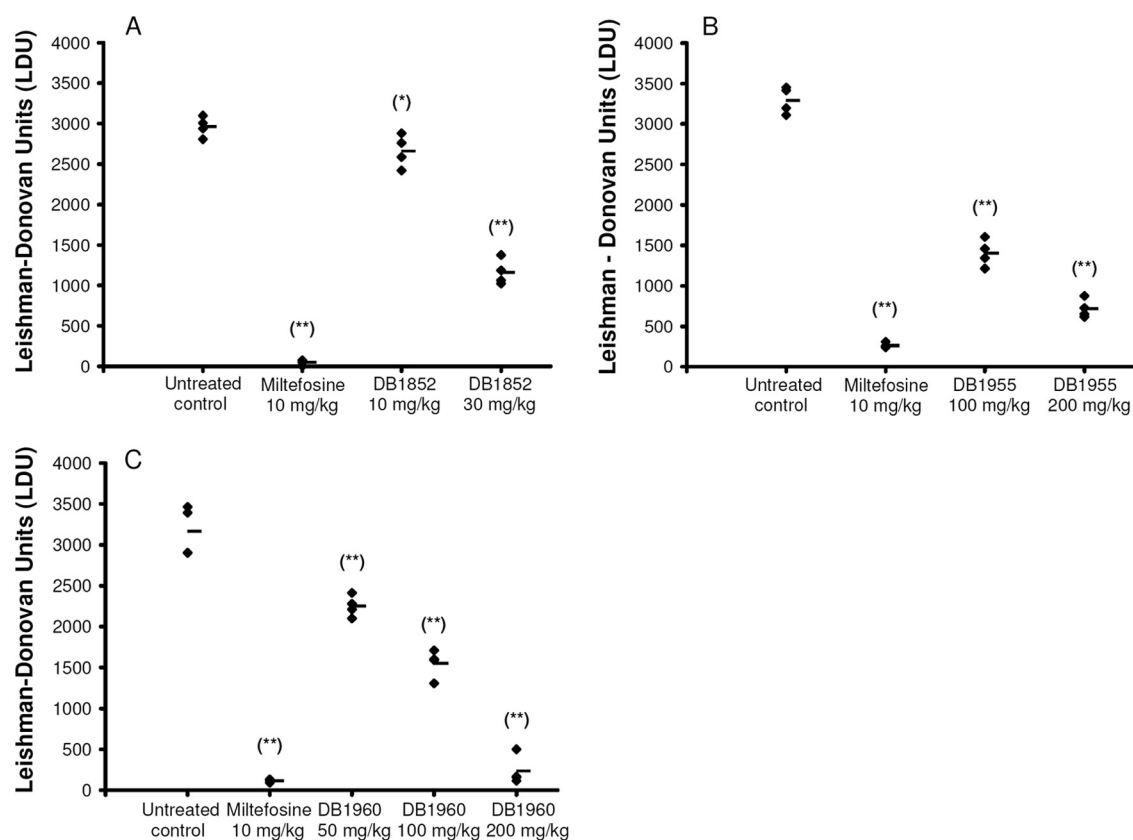 A
Leishman-Donovan Units (LDU)
4000
3500
3000
2500
2000
1500
1000
500
0
(**)
(*)
(**)
Untreated control
Miltefosine 10 mg/kg
DB1852 10 mg/kg
DB1852 30 mg/kg
B
Leishman - Donovan Units (LDU)
4000
3500
3000
2500
2000
1500
1000
500
0
(**)
(**)
(**)
Untreated control
Miltefosine 10 mg/kg
DB1955 100 mg/kg
DB1955 200 mg/kg
C
Leishman-Donovan Units (LDU)
4000
3500
3000
2500
2000
1500
1000
500
0
(**)
(**)
(**)
(**)
Untreated control
Miltefosine 10 mg/kg
DB1960 50 mg/kg
DB1960 100 mg/kg
DB1960 200 mg/kg